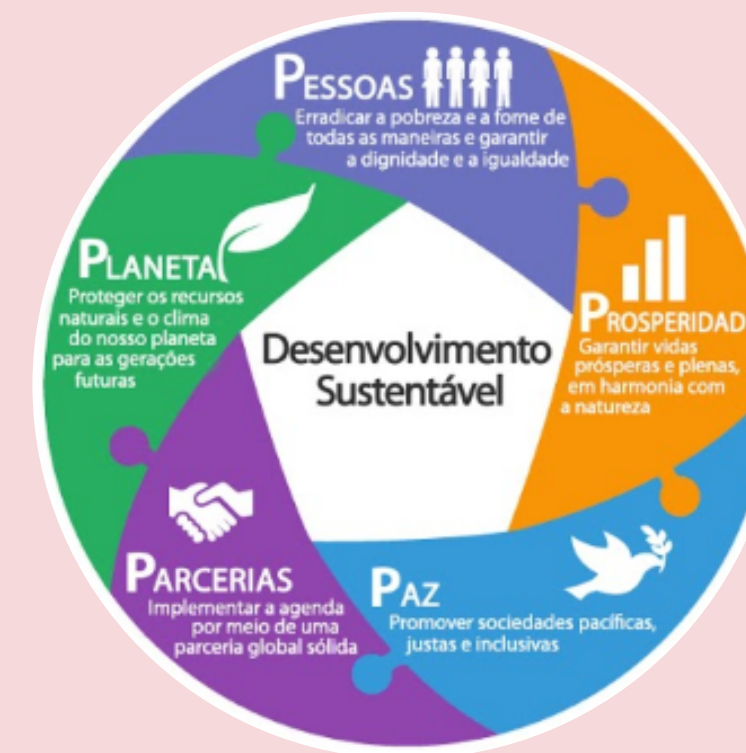 PESSOAS
Erradicar a pobreza e a fome de
todas as maneiras e garantir
a dignidade e a igualdade
PROSPERIDAD
Garantir vidas
prósperas e plenas,
em harmonia com
a natureza
PLANETA
Proteger os recursos
naturais e o clima
do nosso planeta
para as gerações
futuras
Desenvolvimento
Sustentável
PARCERIAS
Implementar a agenda
por meio de uma
parceria global sólida
PAZ
Promover sociedades pacíficas,
justas e inclusivas